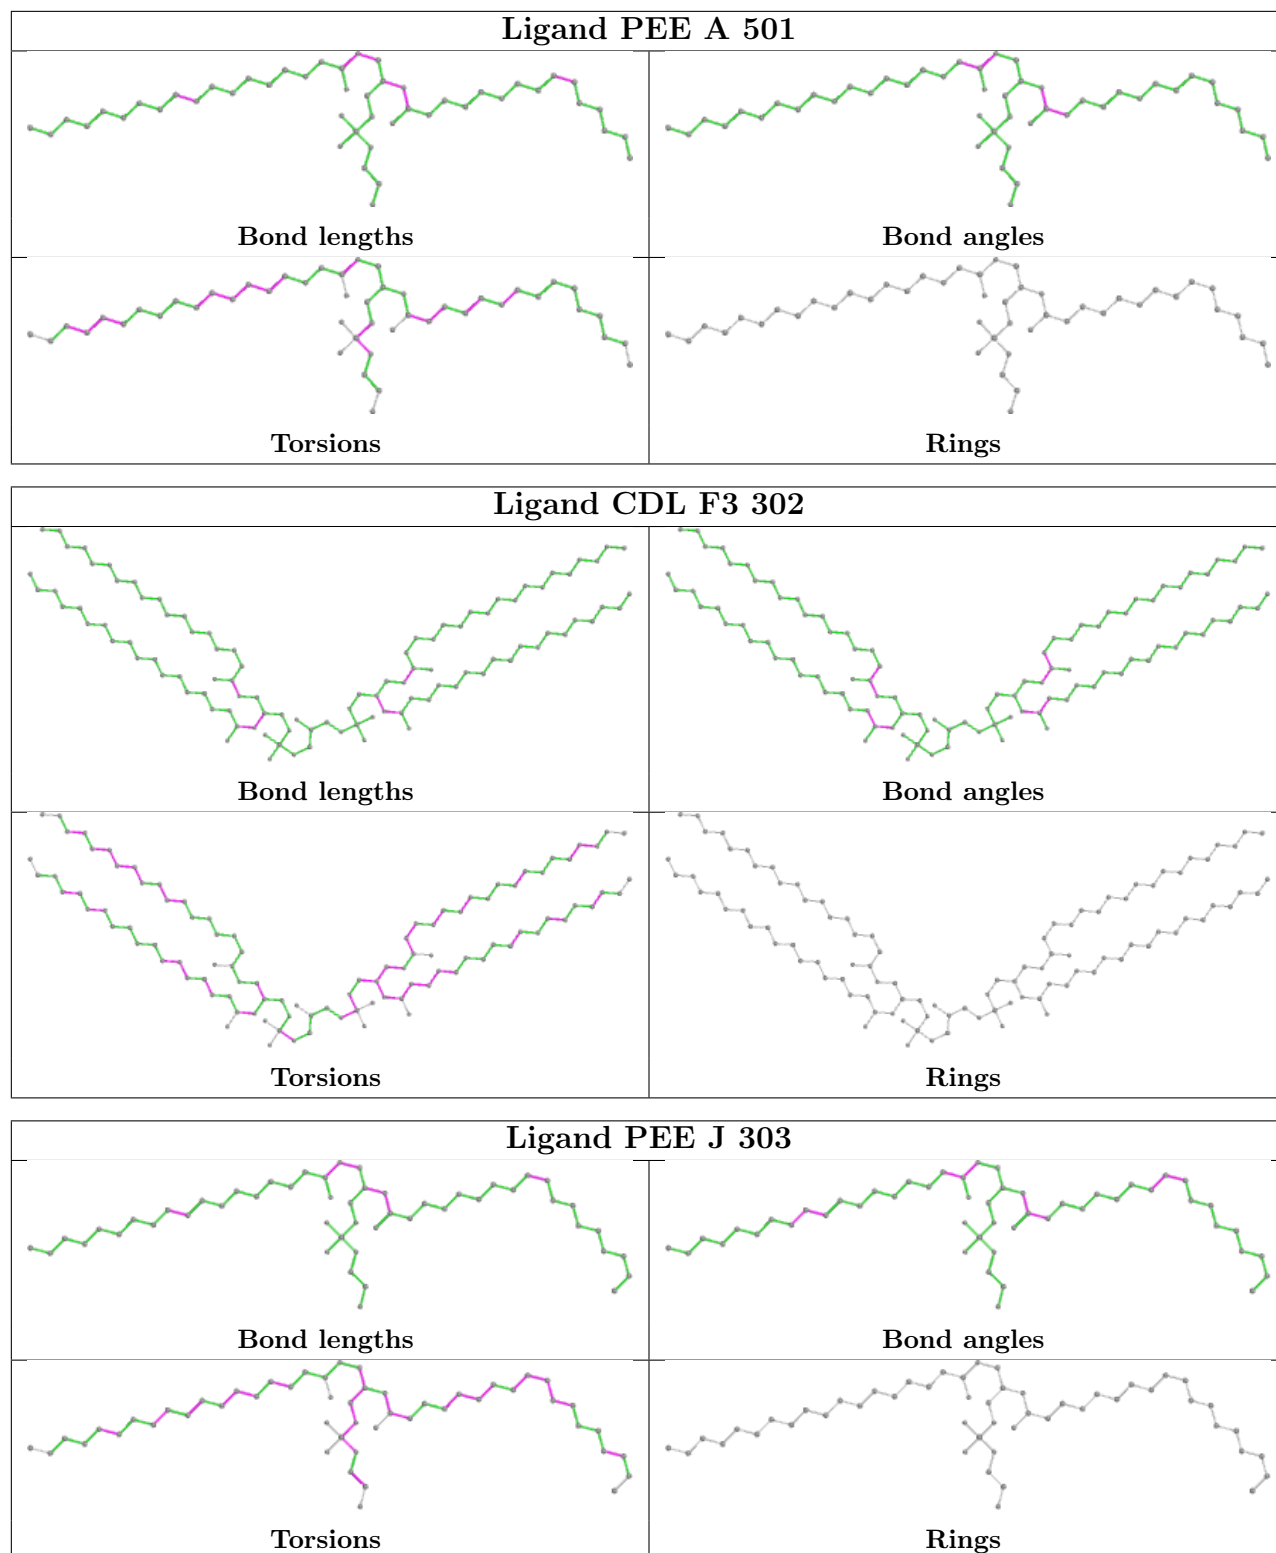 Ligand PEE A 501
Bond lengths
Bond angles
Torsions
Rings
Ligand CDL F3 302
Bond lengths
Bond angles
Torsions
Rings
Ligand PEE J 303
Bond lengths
Bond angles
Torsions
Rings